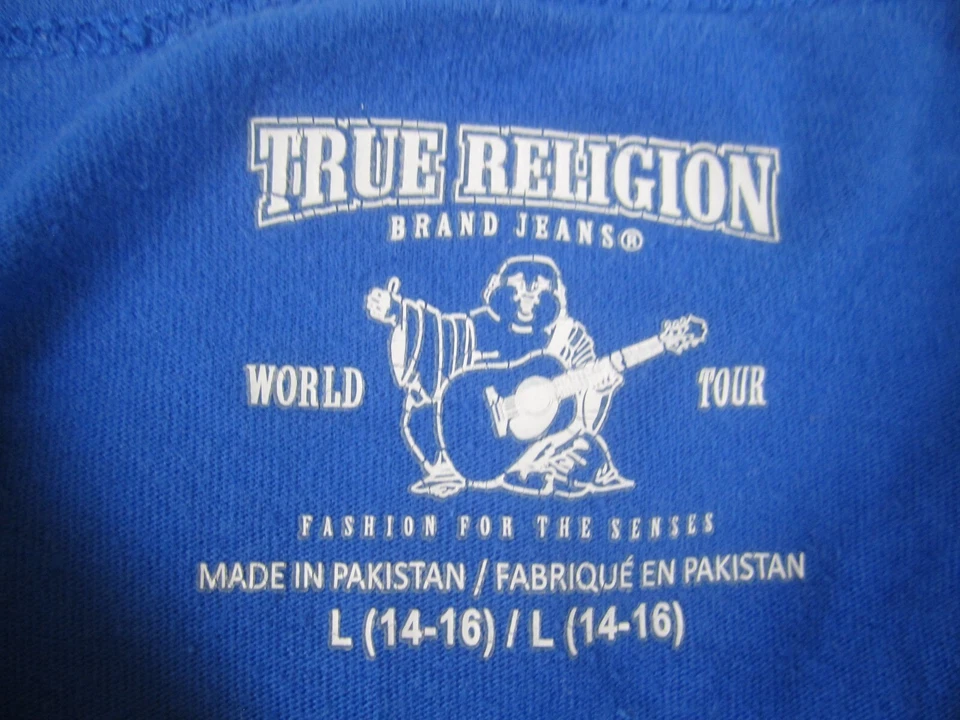 TRUE RELIGION
BRAND JEANS®
WORLD TOUR
FASHION FOR THE SENSES
MADE IN PAKISTAN / FABRIQUÉ EN PAKISTAN
L (14-16) / L (14-16)